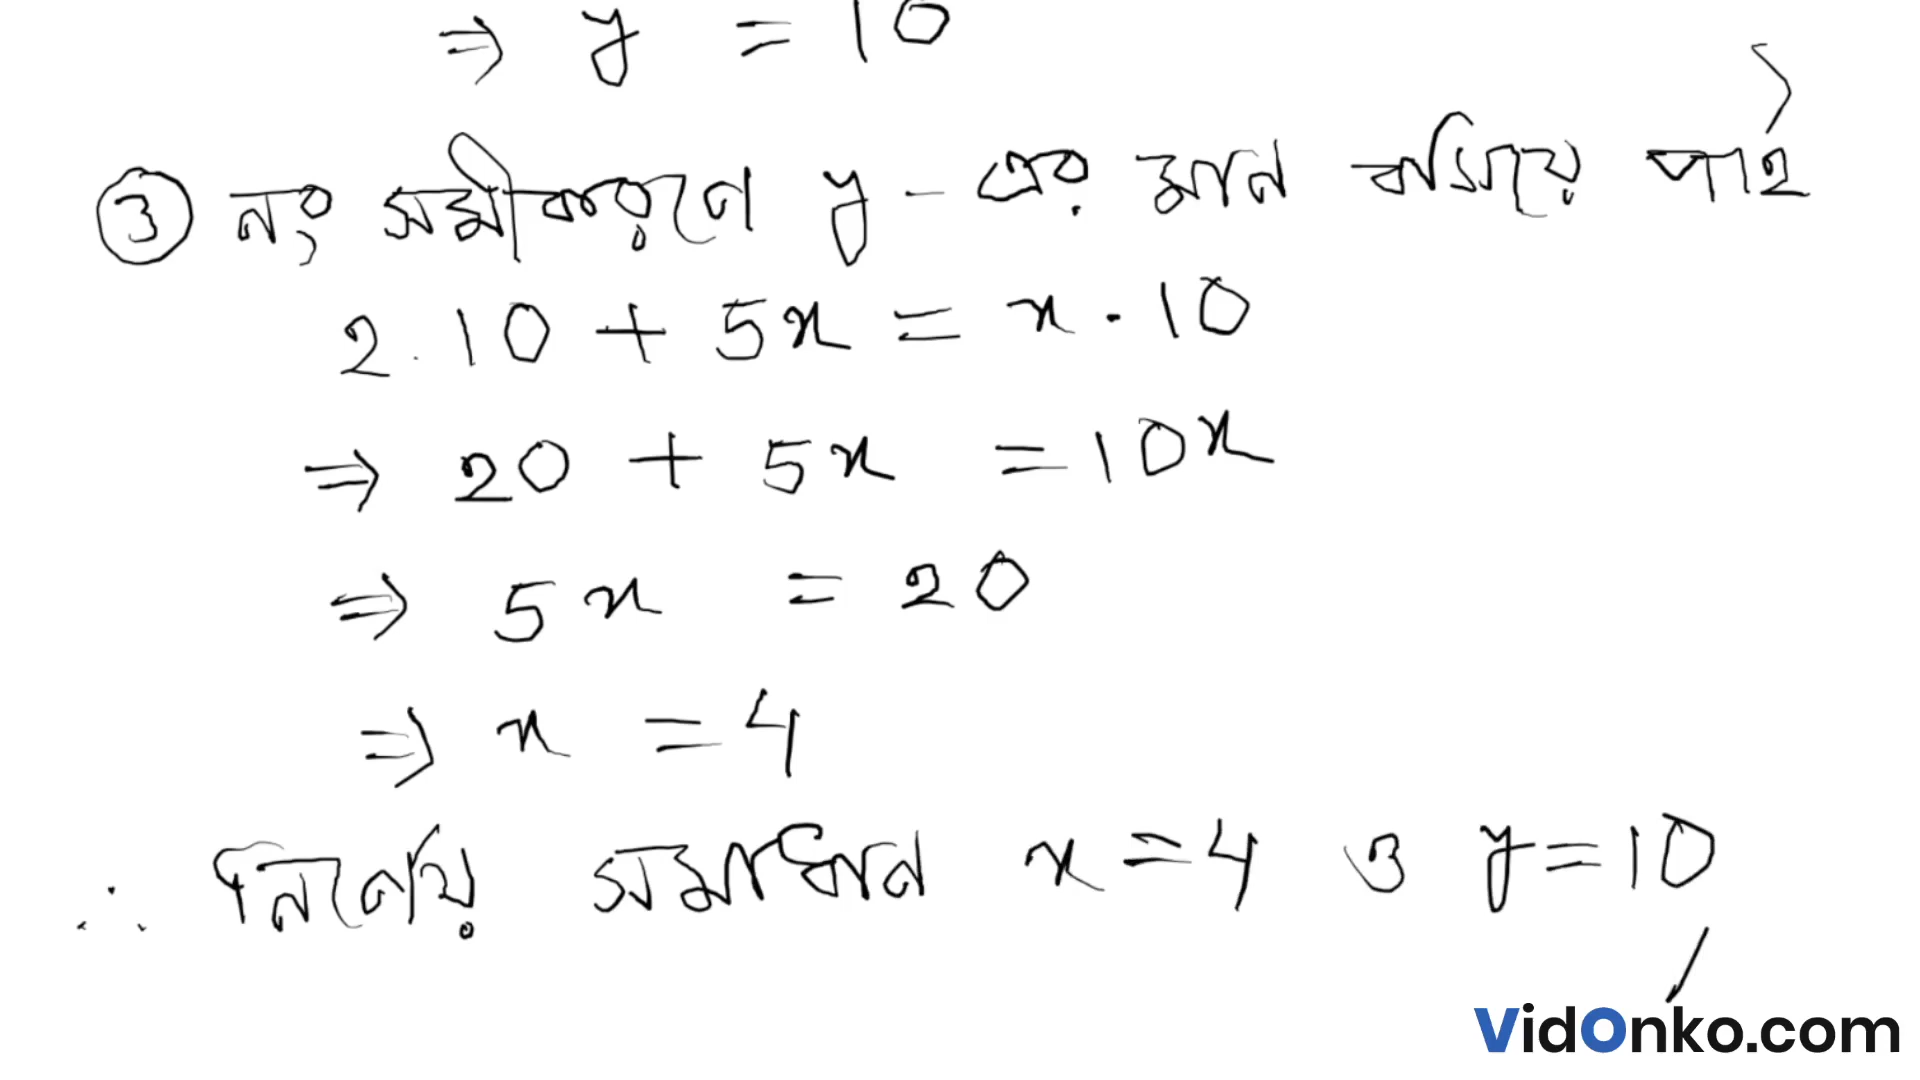 ⇒ y = 10
③ নং সমীকরণে y - এর মান বসিয়ে পাই
2.10 + 5x = x . 10
⇒ 20 + 5x = 10x
⇒ 5x = 20
⇒ x = 4
∴ নির্ণেয় সমাধান x = 4 ও y = 10
VidOnko.com